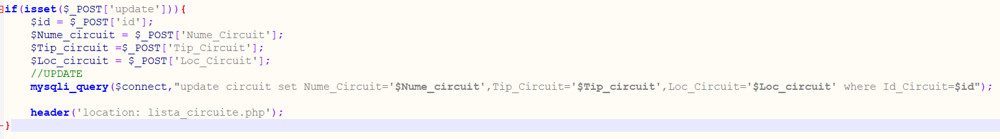 if(isset($_POST['update'])){
$id = $_POST['id'];
$Nume_circuit = $_POST['Nume_Circuit'];
$Tip_circuit =$_POST['Tip_Circuit'];
$Loc_circuit = $_POST['Loc_Circuit'];
//UPDATE
mysqli_query($connect,"update circuit set Nume_Circuit='$Nume_circuit',Tip_Circuit='$Tip_circuit',Loc_Circuit='$Loc_circuit' where Id_Circuit=$id");
header('location: lista_circuite.php');
}